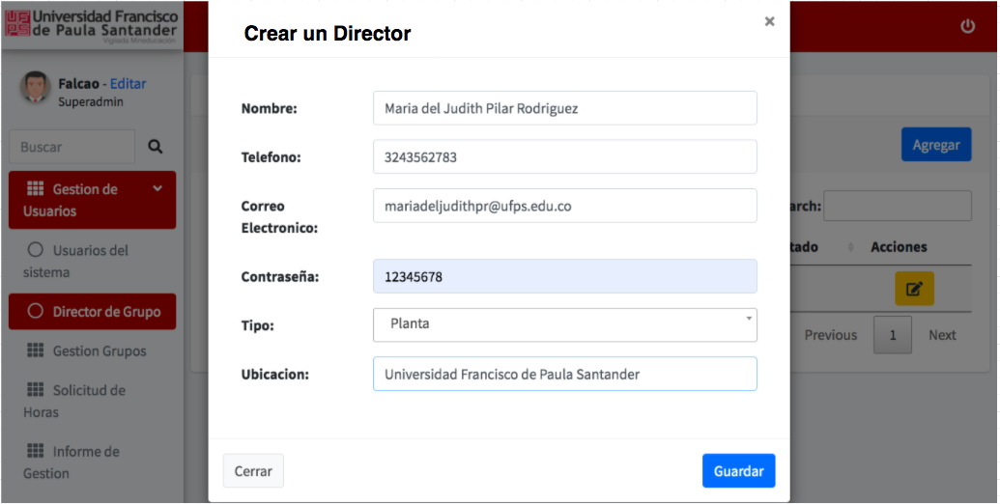 Universidad Francisco
de Paula Santander
Vigilada Mineducación
Falcao - Editar
Superadmin
Buscar
Gestion de
Usuarios
Usuarios del
sistema
Director de Grupo
Gestion Grupos
Solicitud de
Horas
Informe de
Gestion
Crear un Director
×
Nombre: Maria del Judith Pilar Rodriguez
Telefono: 3243562783
Correo
Electronico: mariadeljudithpr@ufps.edu.co
Contraseña: 12345678
Tipo: Planta
Ubicacion: Universidad Francisco de Paula Santander
Cerrar
Guardar
Agregar
arch:
tado
Acciones
Previous
1
Next